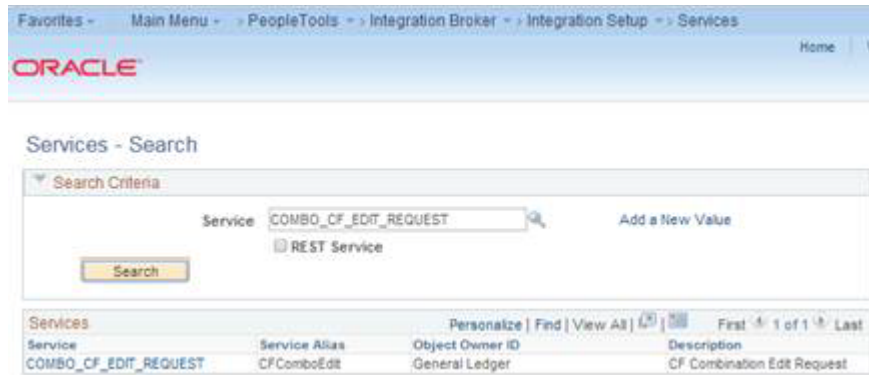 Favorites Main Menu PeopleTools Integration Broker Integration Setup Services
Home
ORACLE
Services - Search
Search Criteria
Service COMBO_CF_EDIT_REQUEST Add a New Value
REST Service
Search
Services Personalize | Find | View All | | First 1 of 1 Last
Service Service Alias Object Owner ID Description
COMBO_CF_EDIT_REQUEST CFComboEdit General Ledger CF Combination Edit Request